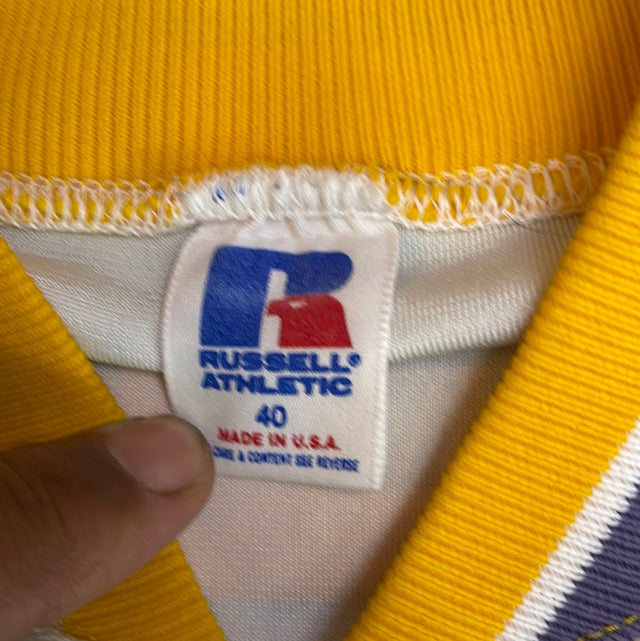 RUSSELL®
ATHLETIC
40
MADE IN U.S.A.
CARE & CONTENT SEE REVERSE